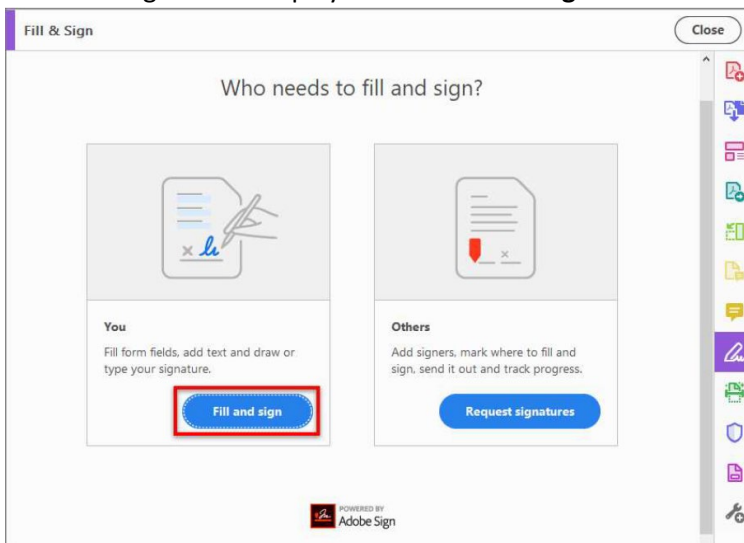 Fill & Sign
Close
Who needs to fill and sign?
You
Fill form fields, add text and draw or
type your signature.
Fill and sign
Others
Add signers, mark where to fill and
sign, send it out and track progress.
Request signatures
POWERED BY
Adobe Sign